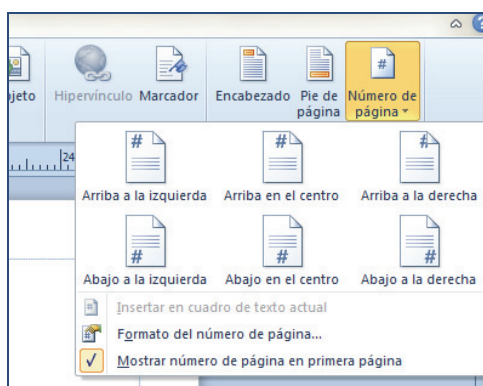 jeto Hipervínculo Marcador Encabezado Pie de página Número de página
24
# # #
Arriba a la izquierda Arriba en el centro Arriba a la derecha
# # #
Abajo a la izquierda Abajo en el centro Abajo a la derecha
Insertar en cuadro de texto actual
Formato del número de página...
Mostrar número de página en primera página